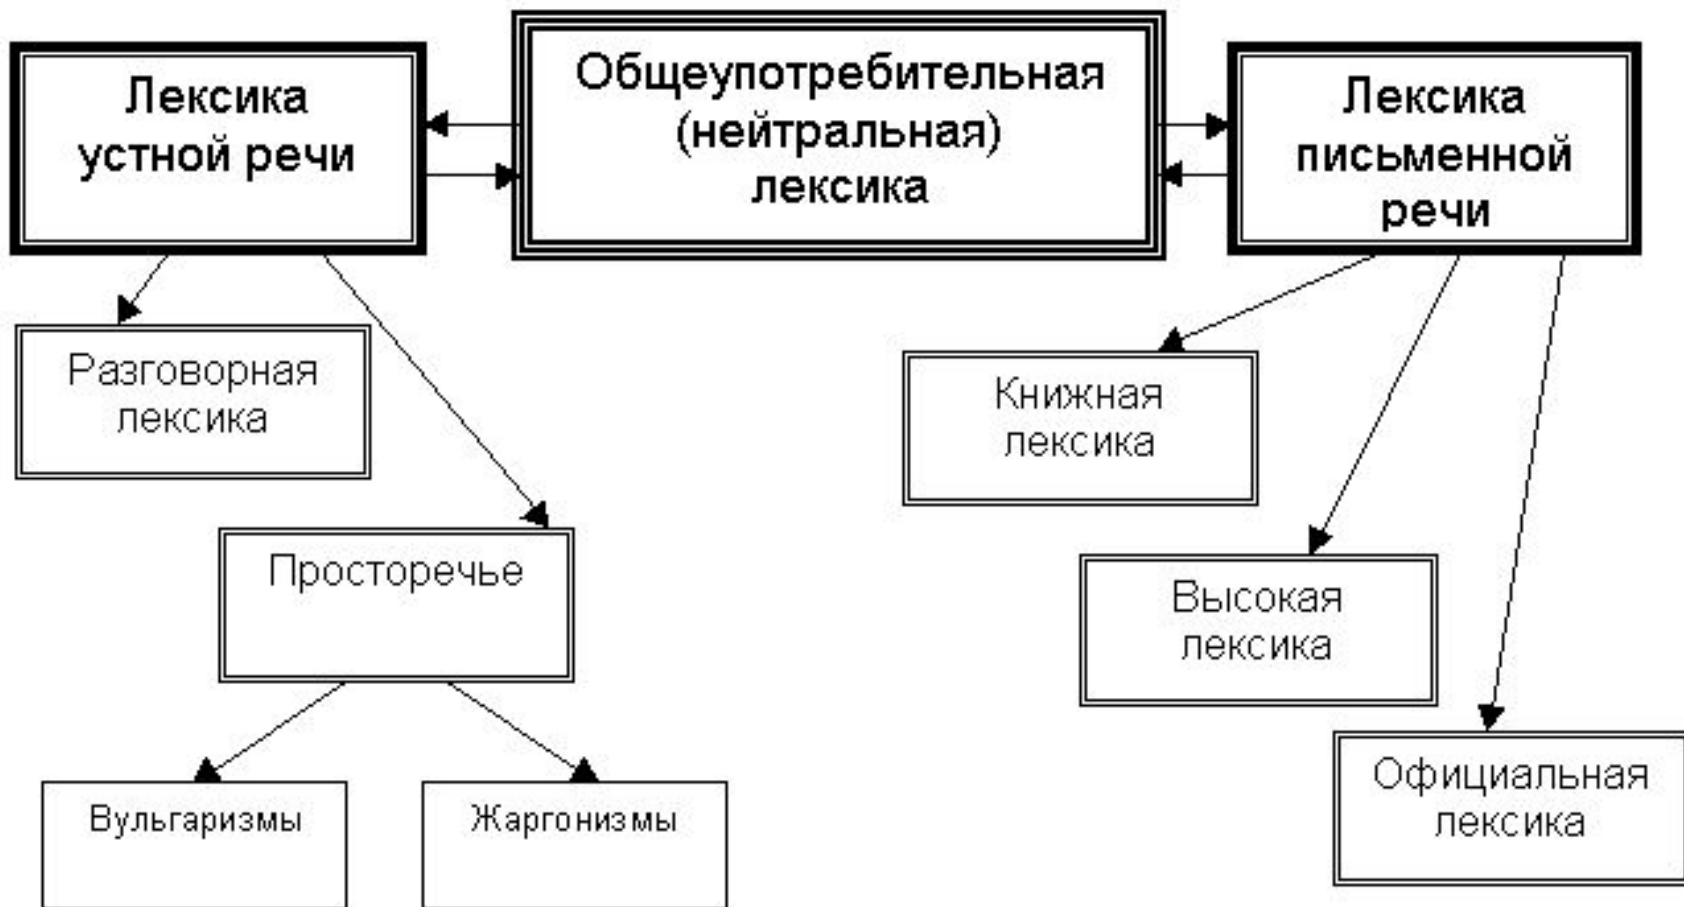 Лексика
устной речи
Общеупотребительная
(нейтральная)
лексика
Лексика
письменной
речи
Разговорная
лексика
Книжная
лексика
Просторечье
Высокая
лексика
Вульгаризмы
Жаргонизмы
Официальная
лексика